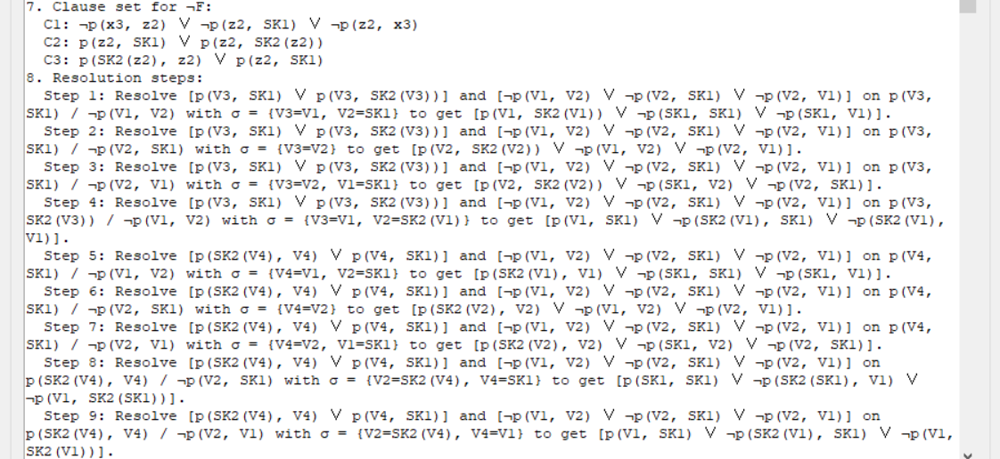 7. Clause set for ¬F:
C1: ¬p(x3, z2) ∨ ¬p(z2, SK1) ∨ ¬p(z2, x3)
C2: p(z2, SK1) ∨ p(z2, SK2(z2))
C3: p(SK2(z2), z2) ∨ p(z2, SK1)
8. Resolution steps:
Step 1: Resolve [p(V3, SK1) ∨ p(V3, SK2(V3))] and [¬p(V1, V2) ∨ ¬p(V2, SK1) ∨ ¬p(V2, V1)] on p(V3,
SK1) / ¬p(V1, V2) with σ = {V3=V1, V2=SK1} to get [p(V1, SK2(V1)) ∨ ¬p(SK1, SK1) ∨ ¬p(SK1, V1)].
Step 2: Resolve [p(V3, SK1) ∨ p(V3, SK2(V3))] and [¬p(V1, V2) ∨ ¬p(V2, SK1) ∨ ¬p(V2, V1)] on p(V3,
SK1) / ¬p(V2, SK1) with σ = {V3=V2} to get [p(V2, SK2(V2)) ∨ ¬p(V1, V2) ∨ ¬p(V2, V1)].
Step 3: Resolve [p(V3, SK1) ∨ p(V3, SK2(V3))] and [¬p(V1, V2) ∨ ¬p(V2, SK1) ∨ ¬p(V2, V1)] on p(V3,
SK1) / ¬p(V2, V1) with σ = {V3=V2, V1=SK1} to get [p(V2, SK2(V2)) ∨ ¬p(SK1, V2) ∨ ¬p(V2, SK1)].
Step 4: Resolve [p(V3, SK1) ∨ p(V3, SK2(V3))] and [¬p(V1, V2) ∨ ¬p(V2, SK1) ∨ ¬p(V2, V1)] on p(V3,
SK2(V3)) / ¬p(V1, V2) with σ = {V3=V1, V2=SK2(V1)} to get [p(V1, SK1) ∨ ¬p(SK2(V1), SK1) ∨ ¬p(SK2(V1),
V1)].
Step 5: Resolve [p(SK2(V4), V4) ∨ p(V4, SK1)] and [¬p(V1, V2) ∨ ¬p(V2, SK1) ∨ ¬p(V2, V1)] on p(V4,
SK1) / ¬p(V1, V2) with σ = {V4=V1, V2=SK1} to get [p(SK2(V1), V1) ∨ ¬p(SK1, SK1) ∨ ¬p(SK1, V1)].
Step 6: Resolve [p(SK2(V4), V4) ∨ p(V4, SK1)] and [¬p(V1, V2) ∨ ¬p(V2, SK1) ∨ ¬p(V2, V1)] on p(V4,
SK1) / ¬p(V2, SK1) with σ = {V4=V2} to get [p(SK2(V2), V2) ∨ ¬p(V1, V2) ∨ ¬p(V2, V1)].
Step 7: Resolve [p(SK2(V4), V4) ∨ p(V4, SK1)] and [¬p(V1, V2) ∨ ¬p(V2, SK1) ∨ ¬p(V2, V1)] on p(V4,
SK1) / ¬p(V2, V1) with σ = {V4=V2, V1=SK1} to get [p(SK2(V2), V2) ∨ ¬p(SK1, V2) ∨ ¬p(V2, SK1)].
Step 8: Resolve [p(SK2(V4), V4) ∨ p(V4, SK1)] and [¬p(V1, V2) ∨ ¬p(V2, SK1) ∨ ¬p(V2, V1)] on
p(SK2(V4), V4) / ¬p(V2, SK1) with σ = {V2=SK2(V4), V4=SK1} to get [p(SK1, SK1) ∨ ¬p(SK2(SK1), V1) ∨
¬p(V1, SK2(SK1))].
Step 9: Resolve [p(SK2(V4), V4) ∨ p(V4, SK1)] and [¬p(V1, V2) ∨ ¬p(V2, SK1) ∨ ¬p(V2, V1)] on
p(SK2(V4), V4) / ¬p(V2, V1) with σ = {V2=SK2(V4), V4=V1} to get [p(V1, SK1) ∨ ¬p(SK2(V1), SK1) ∨ ¬p(V1,
SK2(V1))].